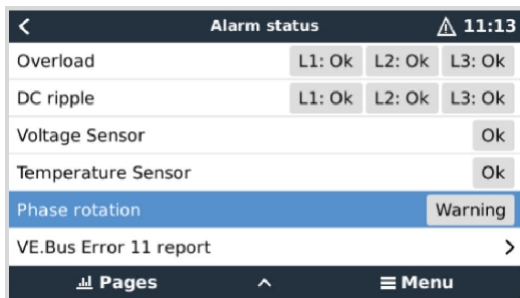 Alarm status 11:13
Overload L1: Ok L2: Ok L3: Ok
DC ripple L1: Ok L2: Ok L3: Ok
Voltage Sensor Ok
Temperature Sensor Ok
Phase rotation Warning
VE.Bus Error 11 report
Pages Menu